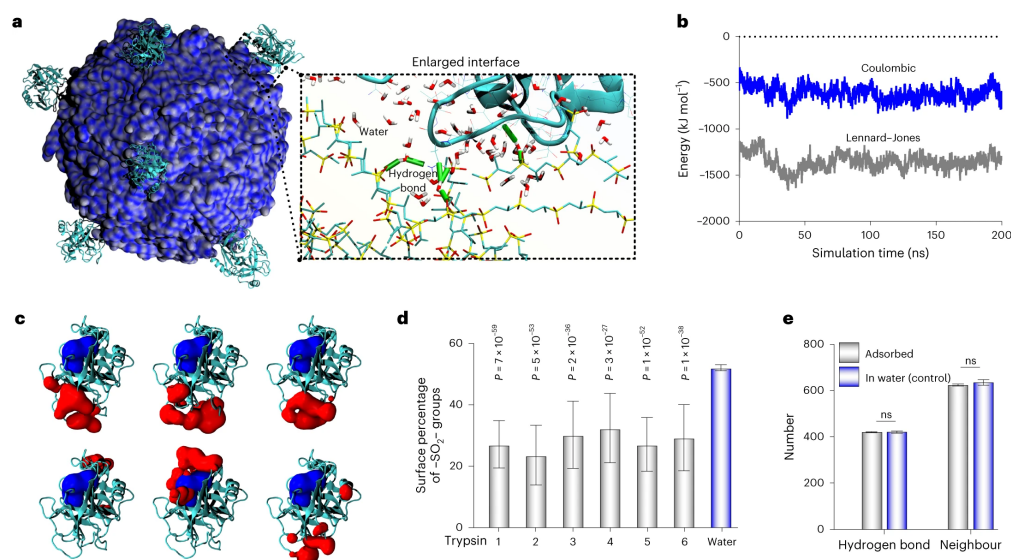 a
Enlarged interface
Water
Hydrogen
bond
b
Energy (kJ mol⁻¹)
0
−500
−1000
−1500
−2000
Coulombic
Lennard–Jones
0
50
100
150
200
Simulation time (ns)
c
d
Surface percentage
of –SO₂– groups
60
40
20
0
P = 7 × 10⁻⁵⁹
P = 5 × 10⁻⁵³
P = 2 × 10⁻³⁶
P = 3 × 10⁻²⁷
P = 1 × 10⁻⁵²
P = 1 × 10⁻³⁸
Trypsin 1 2 3 4 5 6 Water
e
Number
800
600
400
200
0
Adsorbed
In water (control)
ns
ns
Hydrogen bond Neighbour